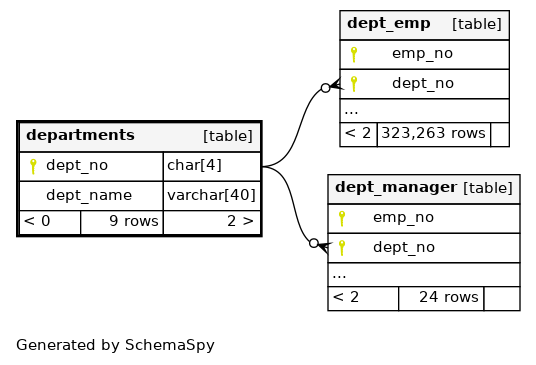 dept_emp [table]
emp_no
dept_no
...
< 2 323,263 rows
departments [table]
dept_no char[4]
dept_name varchar[40]
< 0 9 rows 2 >
dept_manager [table]
emp_no
dept_no
...
< 2 24 rows
Generated by SchemaSpy